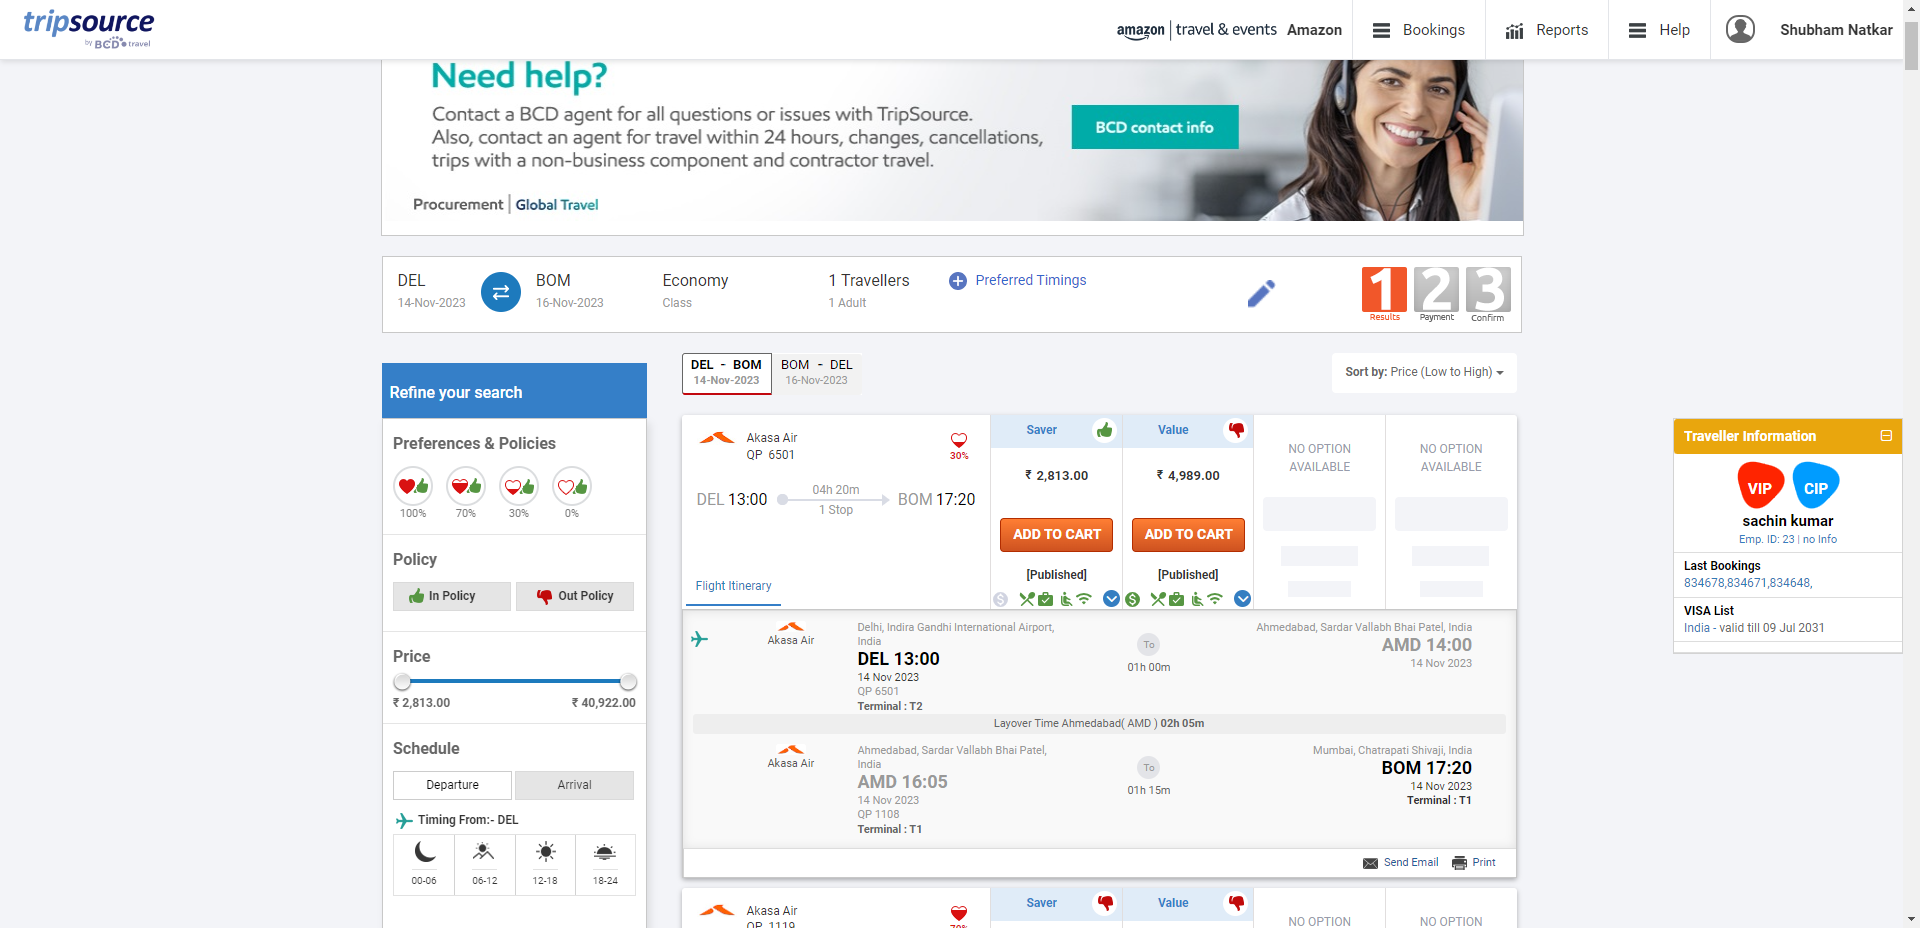 tripsource
by BCD travel
amazon | travel & events Amazon
Bookings
Reports
Help
Shubham Natkar
Need help?
Contact a BCD agent for all questions or issues with TripSource.
Also, contact an agent for travel within 24 hours, changes, cancellations,
trips with a non-business component and contractor travel.
BCD contact info
Procurement | Global Travel
DEL
14-Nov-2023
BOM
16-Nov-2023
Economy
Class
1 Travellers
1 Adult
Preferred Timings
1
Results
2
Payment
3
Confirm
Refine your search
Preferences & Policies
100% 70% 30% 0%
Policy
In Policy Out Policy
Price
₹ 2,813.00 ₹ 40,922.00
Schedule
Departure Arrival
Timing From:- DEL
00-06 06-12 12-18 18-24
DEL - BOM
14-Nov-2023
BOM - DEL
16-Nov-2023
Sort by: Price (Low to High)
Akasa Air
QP 6501
30%
DEL 13:00
04h 20m
1 Stop
BOM 17:20
Flight Itinerary
Saver
₹ 2,813.00
ADD TO CART
[Published]
Value
₹ 4,989.00
ADD TO CART
[Published]
NO OPTION
AVAILABLE
NO OPTION
AVAILABLE
Akasa Air
Delhi, Indira Gandhi International Airport,
India
DEL 13:00
14 Nov 2023
QP 6501
Terminal : T2
To
01h 00m
Ahmedabad, Sardar Vallabh Bhai Patel, India
AMD 14:00
14 Nov 2023
Layover Time Ahmedabad( AMD ) 02h 05m
Akasa Air
Ahmedabad, Sardar Vallabh Bhai Patel,
India
AMD 16:05
14 Nov 2023
QP 1108
Terminal : T1
To
01h 15m
Mumbai, Chatrapati Shivaji, India
BOM 17:20
14 Nov 2023
Terminal : T1
Send Email
Print
Akasa Air
QP 1119
70%
Saver
Value
NO OPTION
NO OPTION
Traveller Information
VIP CIP
sachin kumar
Emp. ID: 23 | no Info
Last Bookings
834678,834671,834648,
VISA List
India - valid till 09 Jul 2031